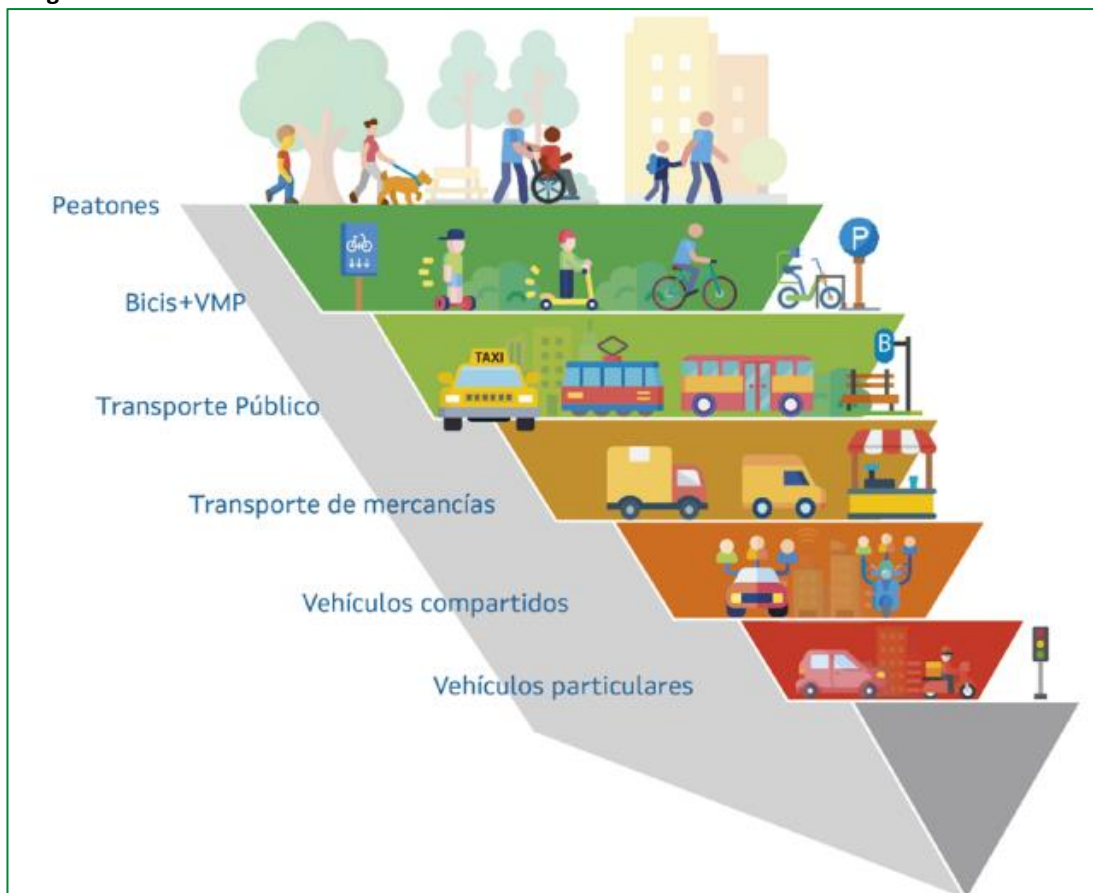 Peatones
P
Bicis+VMP
B
TAXI
Transporte Público
Transporte de mercancías
Vehículos compartidos
Vehículos particulares